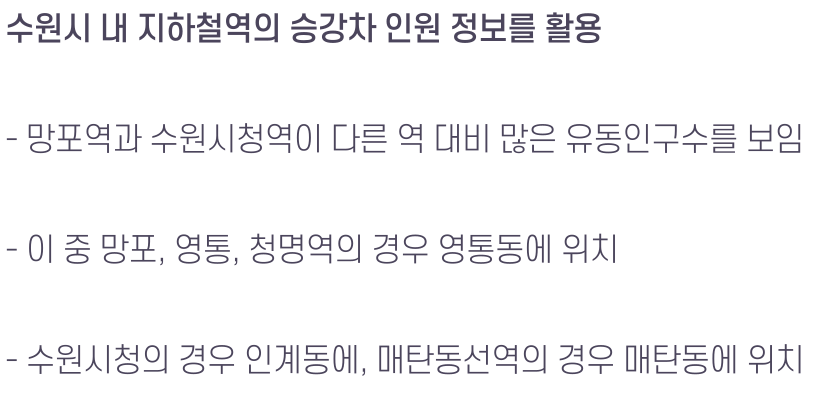 수원시 내 지하철역의 승강차 인원 정보를 활용
- 망포역과 수원시청역이 다른 역 대비 많은 유동인구수를 보임
- 이 중 망포, 영통, 청명역의 경우 영통동에 위치
- 수원시청의 경우 인계동에, 매탄동선역의 경우 매탄동에 위치